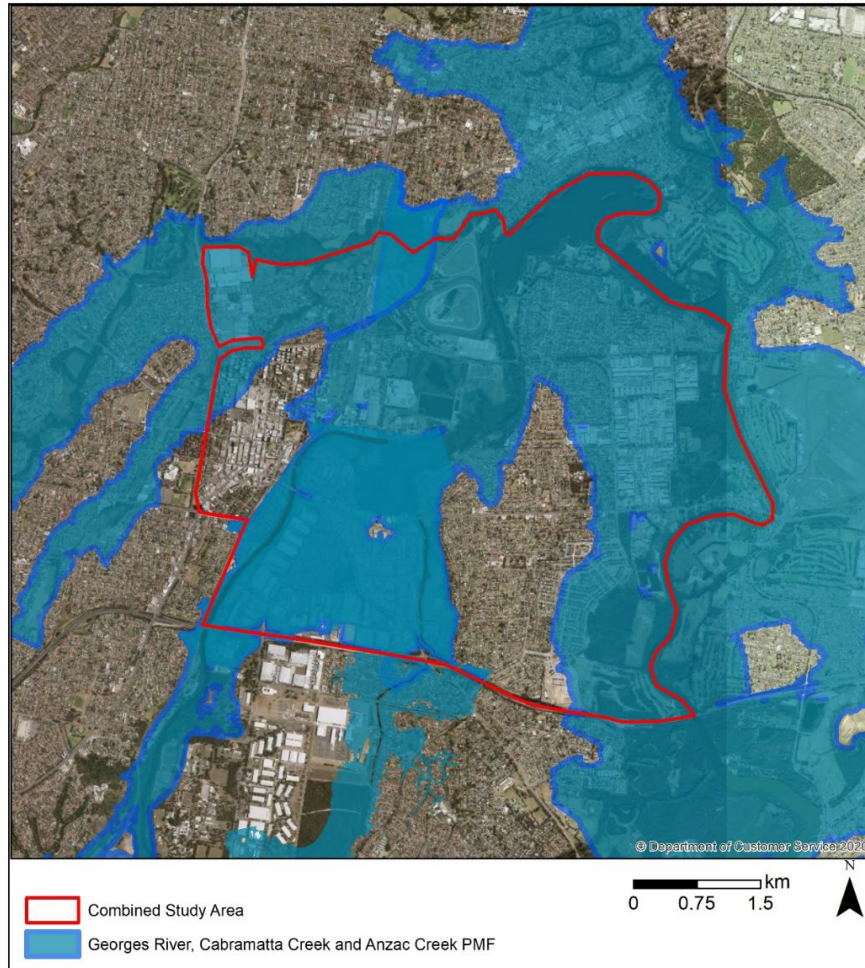 © Department of Customer Service 2020
N
km
0 0.75 1.5
Combined Study Area
Georges River, Cabramatta Creek and Anzac Creek PMF